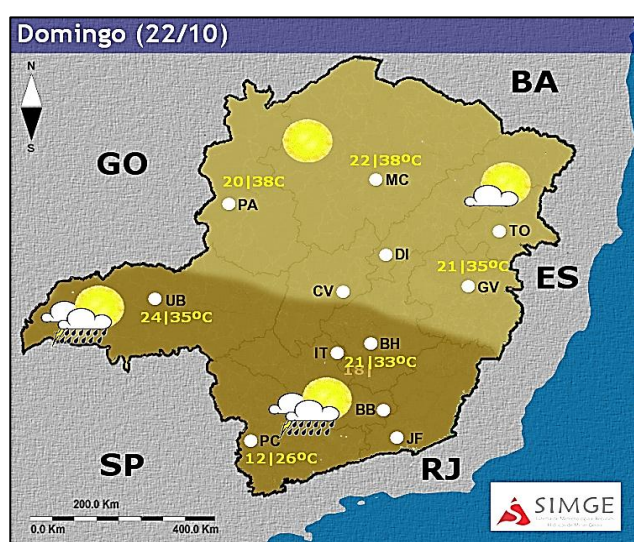 Domingo (22/10)
N
S
BA
GO
22|38ºC
MC
20|38C
PA
TO
DI
21|35ºC
GV
ES
CV
UB
24|35ºC
BH
IT
21|33ºC
18|
BB
PC
JF
12|26ºC
SP
RJ
200.0 Km
0.0 Km
400.0 Km
SIMGE